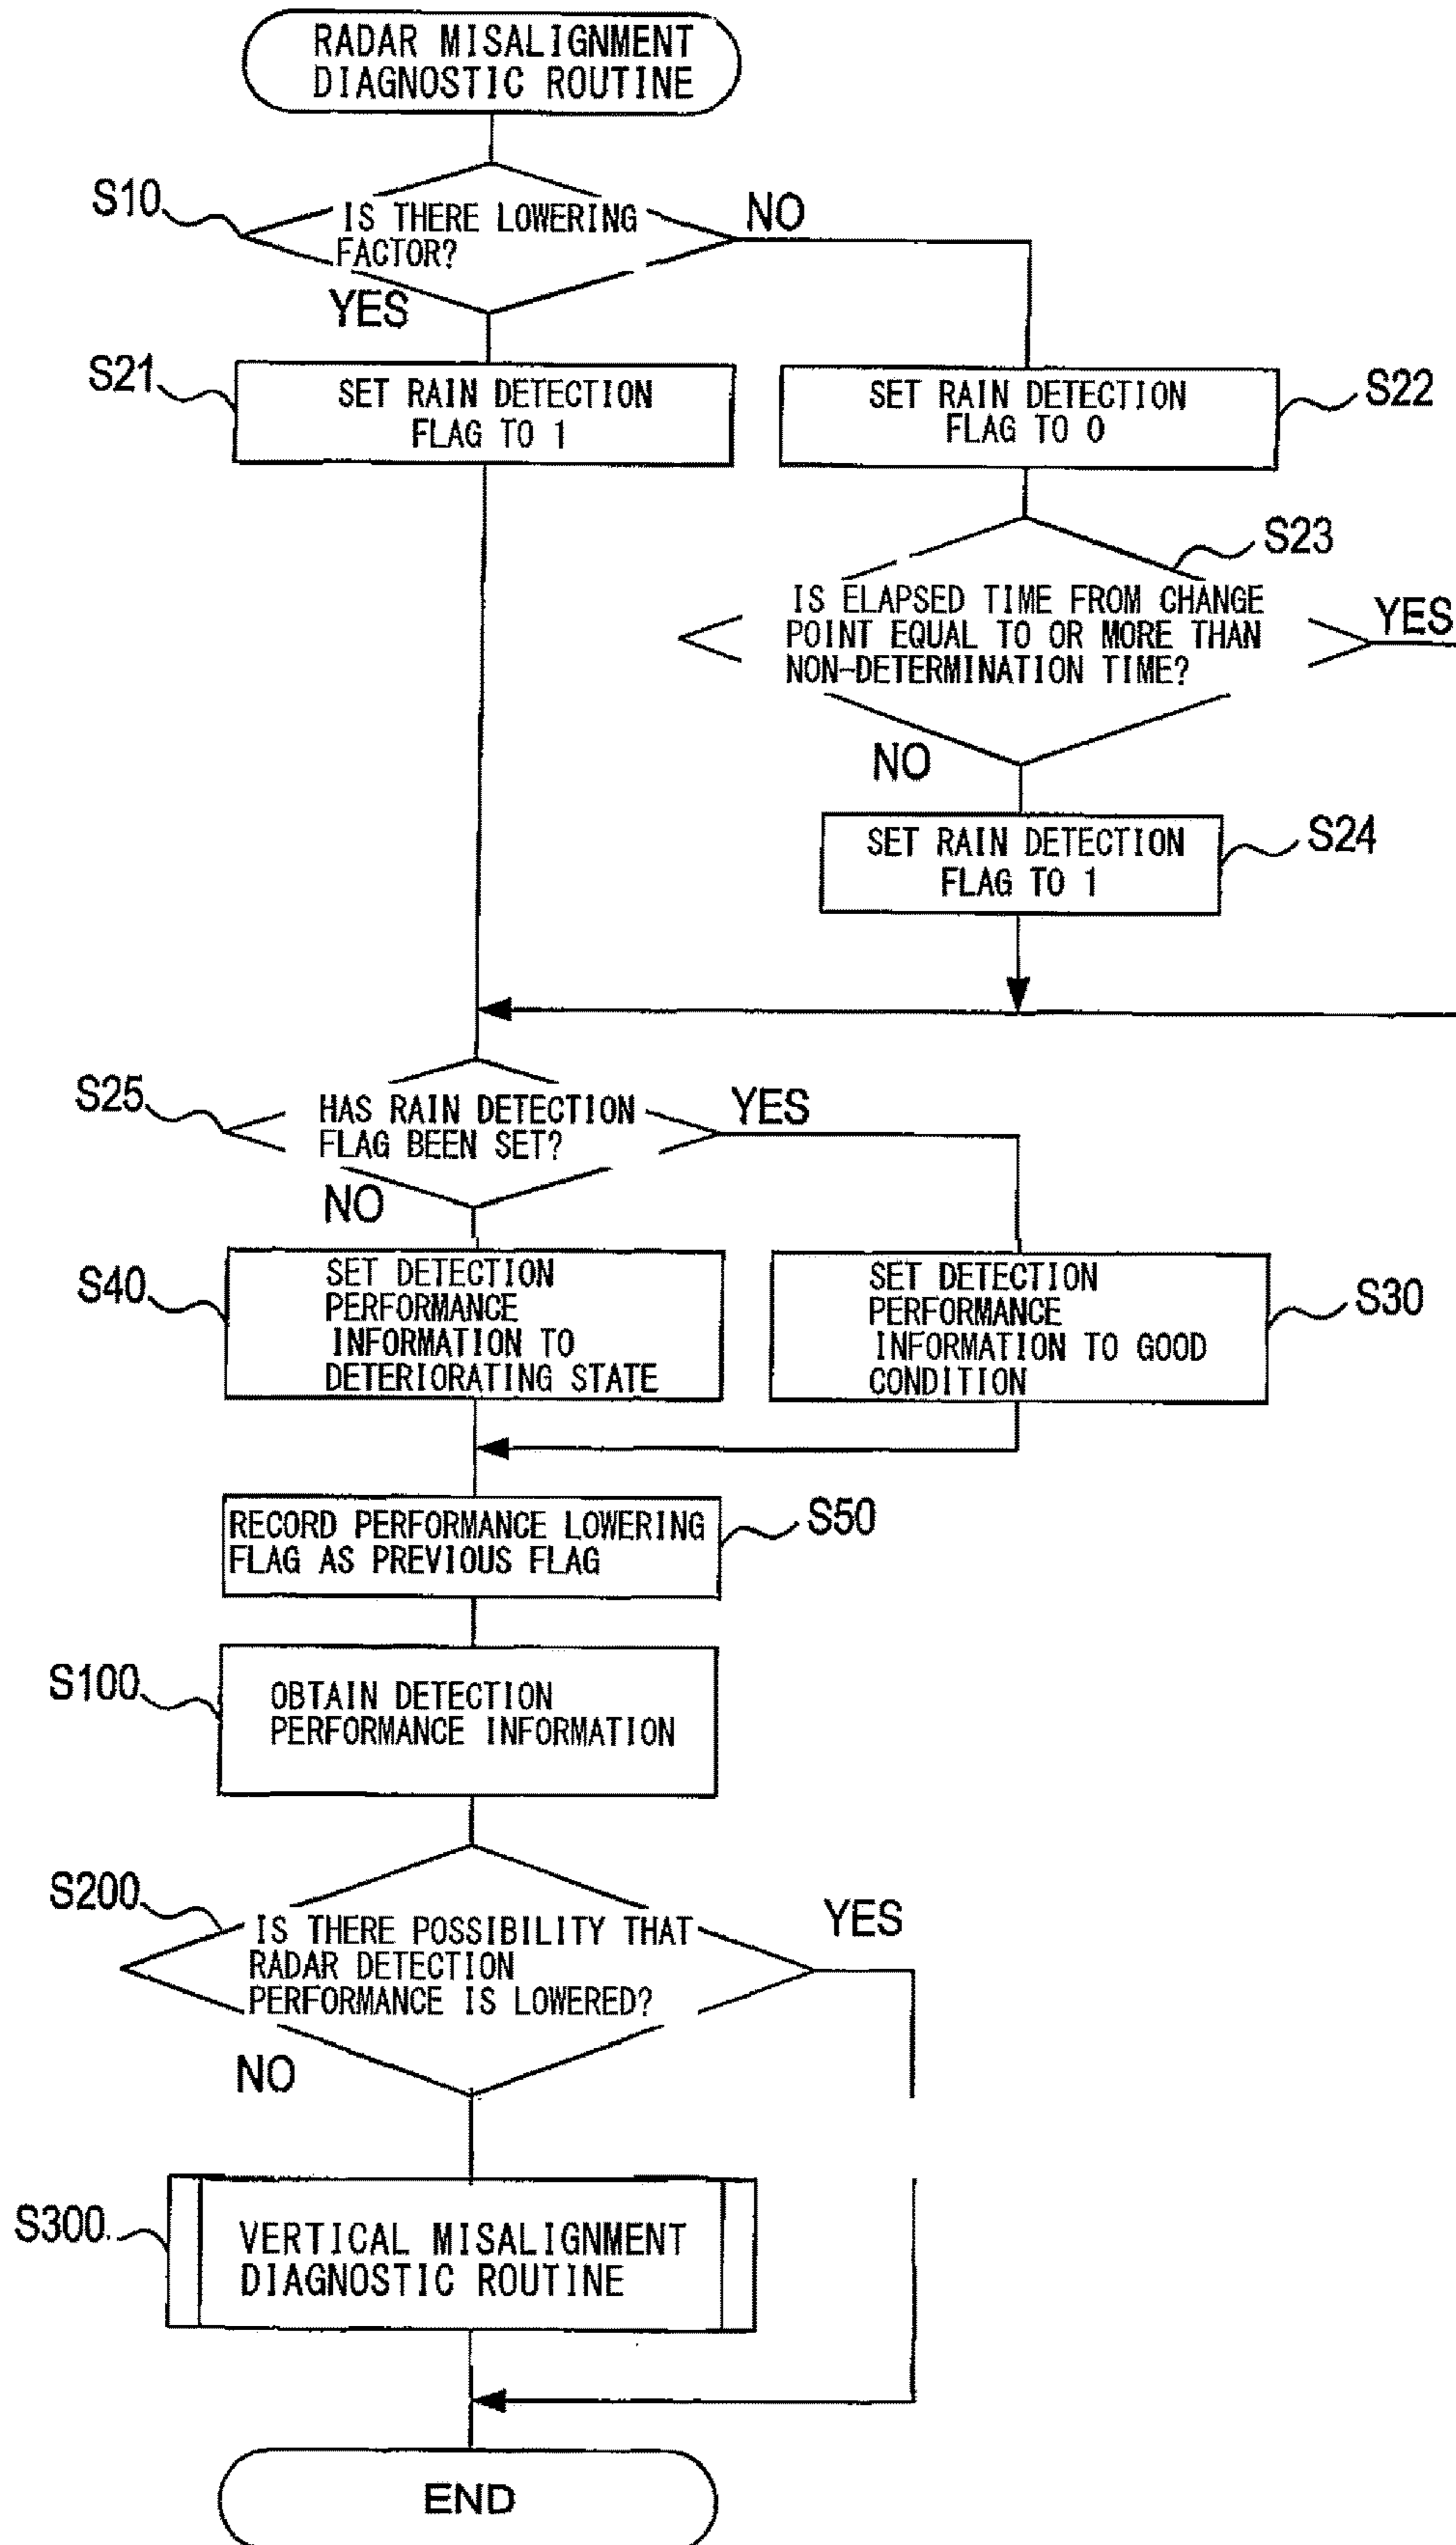 RADAR MISALIGNMENT
DIAGNOSTIC ROUTINE
S10
IS THERE LOWERING
FACTOR?
NO
YES
S21
SET RAIN DETECTION
FLAG TO 1
SET RAIN DETECTION
FLAG TO 0
S22
S23
IS ELAPSED TIME FROM CHANGE
POINT EQUAL TO OR MORE THAN
NON-DETERMINATION TIME?
YES
NO
SET RAIN DETECTION
FLAG TO 1
S24
S25
HAS RAIN DETECTION
FLAG BEEN SET?
YES
NO
S40
SET DETECTION
PERFORMANCE
INFORMATION TO
DETERIORATING STATE
SET DETECTION
PERFORMANCE
INFORMATION TO GOOD
CONDITION
S30
RECORD PERFORMANCE LOWERING
FLAG AS PREVIOUS FLAG
S50
S100
OBTAIN DETECTION
PERFORMANCE INFORMATION
S200
IS THERE POSSIBILITY THAT
RADAR DETECTION
PERFORMANCE IS LOWERED?
YES
NO
S300
VERTICAL MISALIGNMENT
DIAGNOSTIC ROUTINE
END